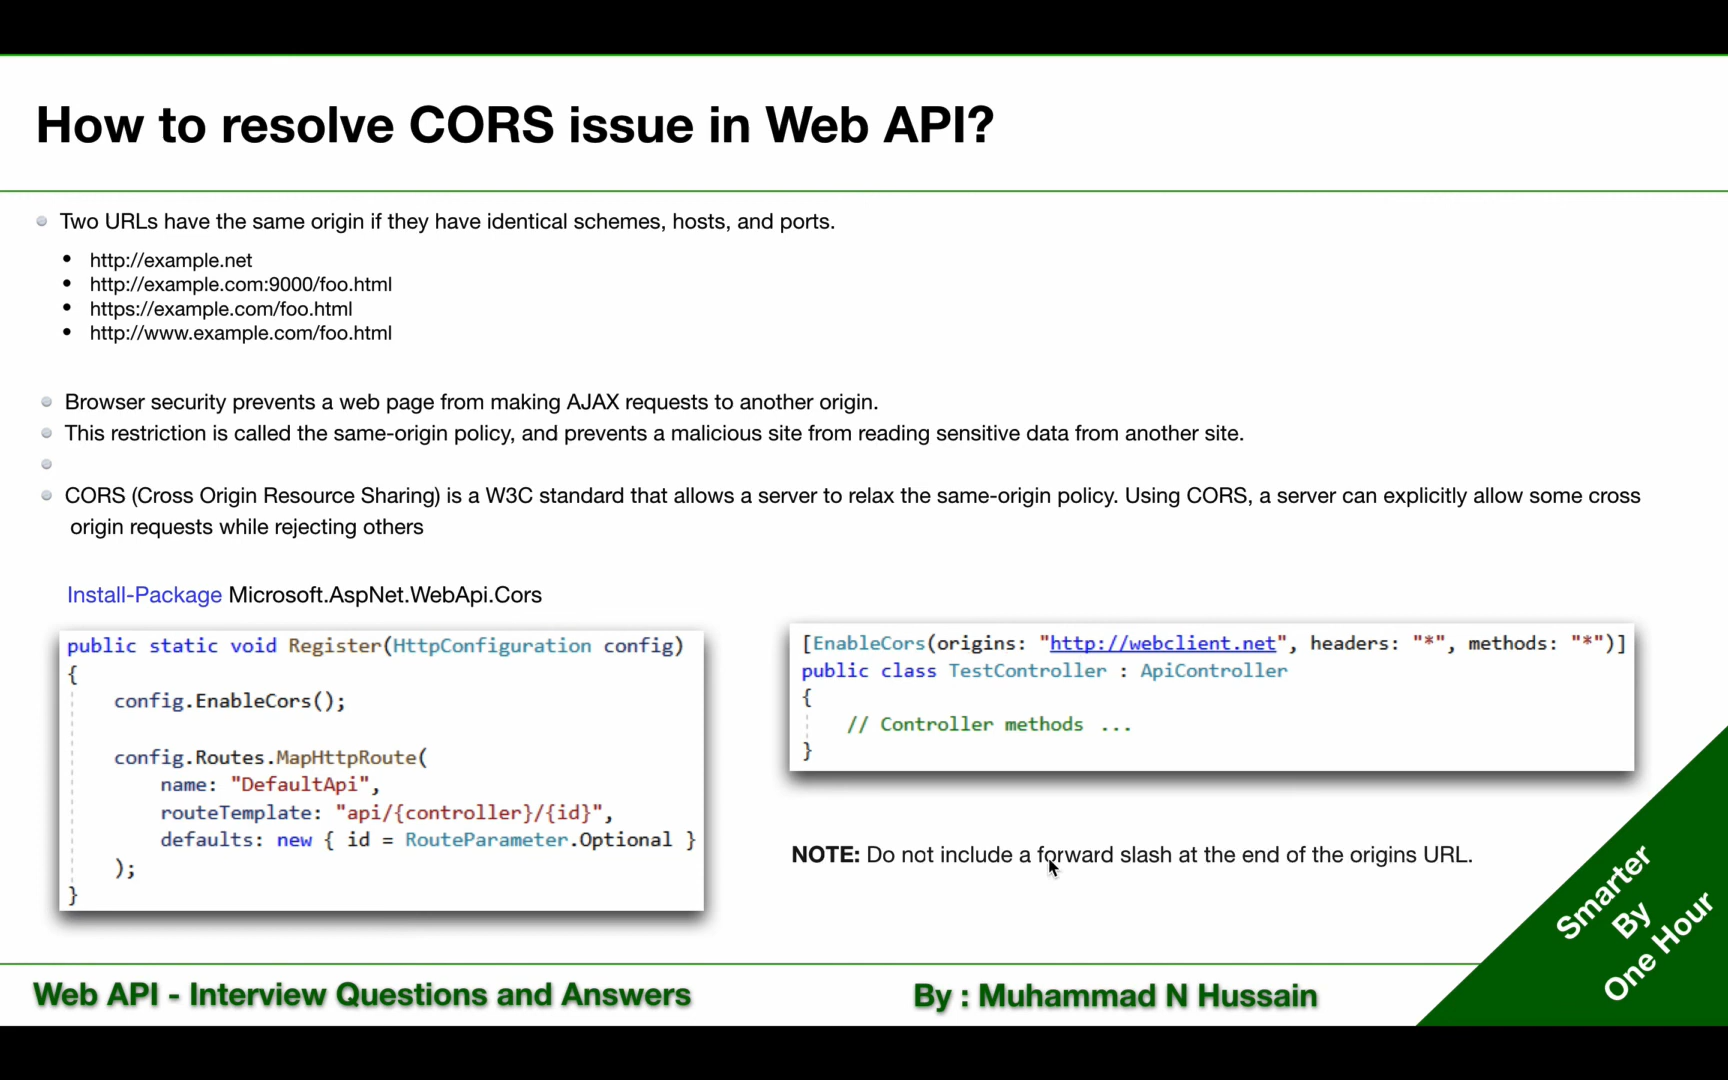 How to resolve CORS issue in Web API?
Two URLs have the same origin if they have identical schemes, hosts, and ports.
http://example.net
http://example.com:9000/foo.html
https://example.com/foo.html
http://www.example.com/foo.html
Browser security prevents a web page from making AJAX requests to another origin.
This restriction is called the same-origin policy, and prevents a malicious site from reading sensitive data from another site.
CORS (Cross Origin Resource Sharing) is a W3C standard that allows a server to relax the same-origin policy. Using CORS, a server can explicitly allow some cross
origin requests while rejecting others
Install-Package Microsoft.AspNet.WebApi.Cors
public static void Register(HttpConfiguration config)
{
config.EnableCors();
config.Routes.MapHttpRoute(
name: "DefaultApi",
routeTemplate: "api/{controller}/{id}",
defaults: new { id = RouteParameter.Optional }
);
}
[EnableCors(origins: "http://webclient.net", headers: "*", methods: "*")]
public class TestController : ApiController
{
// Controller methods ...
}
NOTE: Do not include a forward slash at the end of the origins URL.
Smarter
By
One Hour
Web API - Interview Questions and Answers
By : Muhammad N Hussain